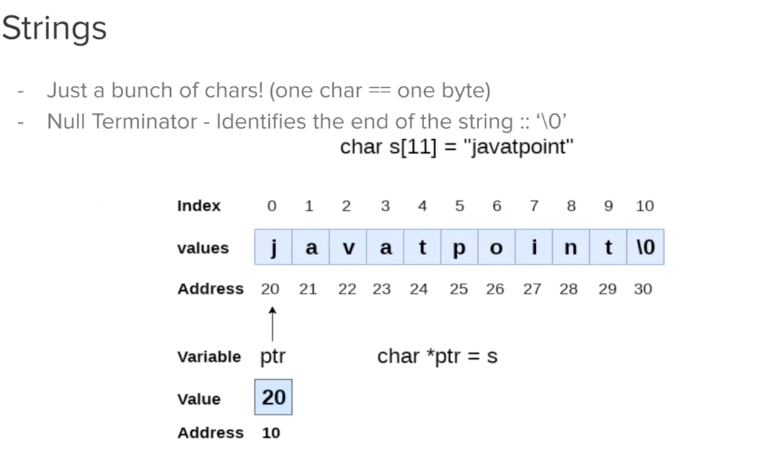 Strings
- Just a bunch of chars! (one char == one byte)
- Null Terminator - Identifies the end of the string :: ‘\0’
char s[11] = "javatpoint"
Index 0 1 2 3 4 5 6 7 8 9 10
values j a v a t p o i n t \0
Address 20 21 22 23 24 25 26 27 28 29 30
Variable ptr char *ptr = s
Value 20
Address 10